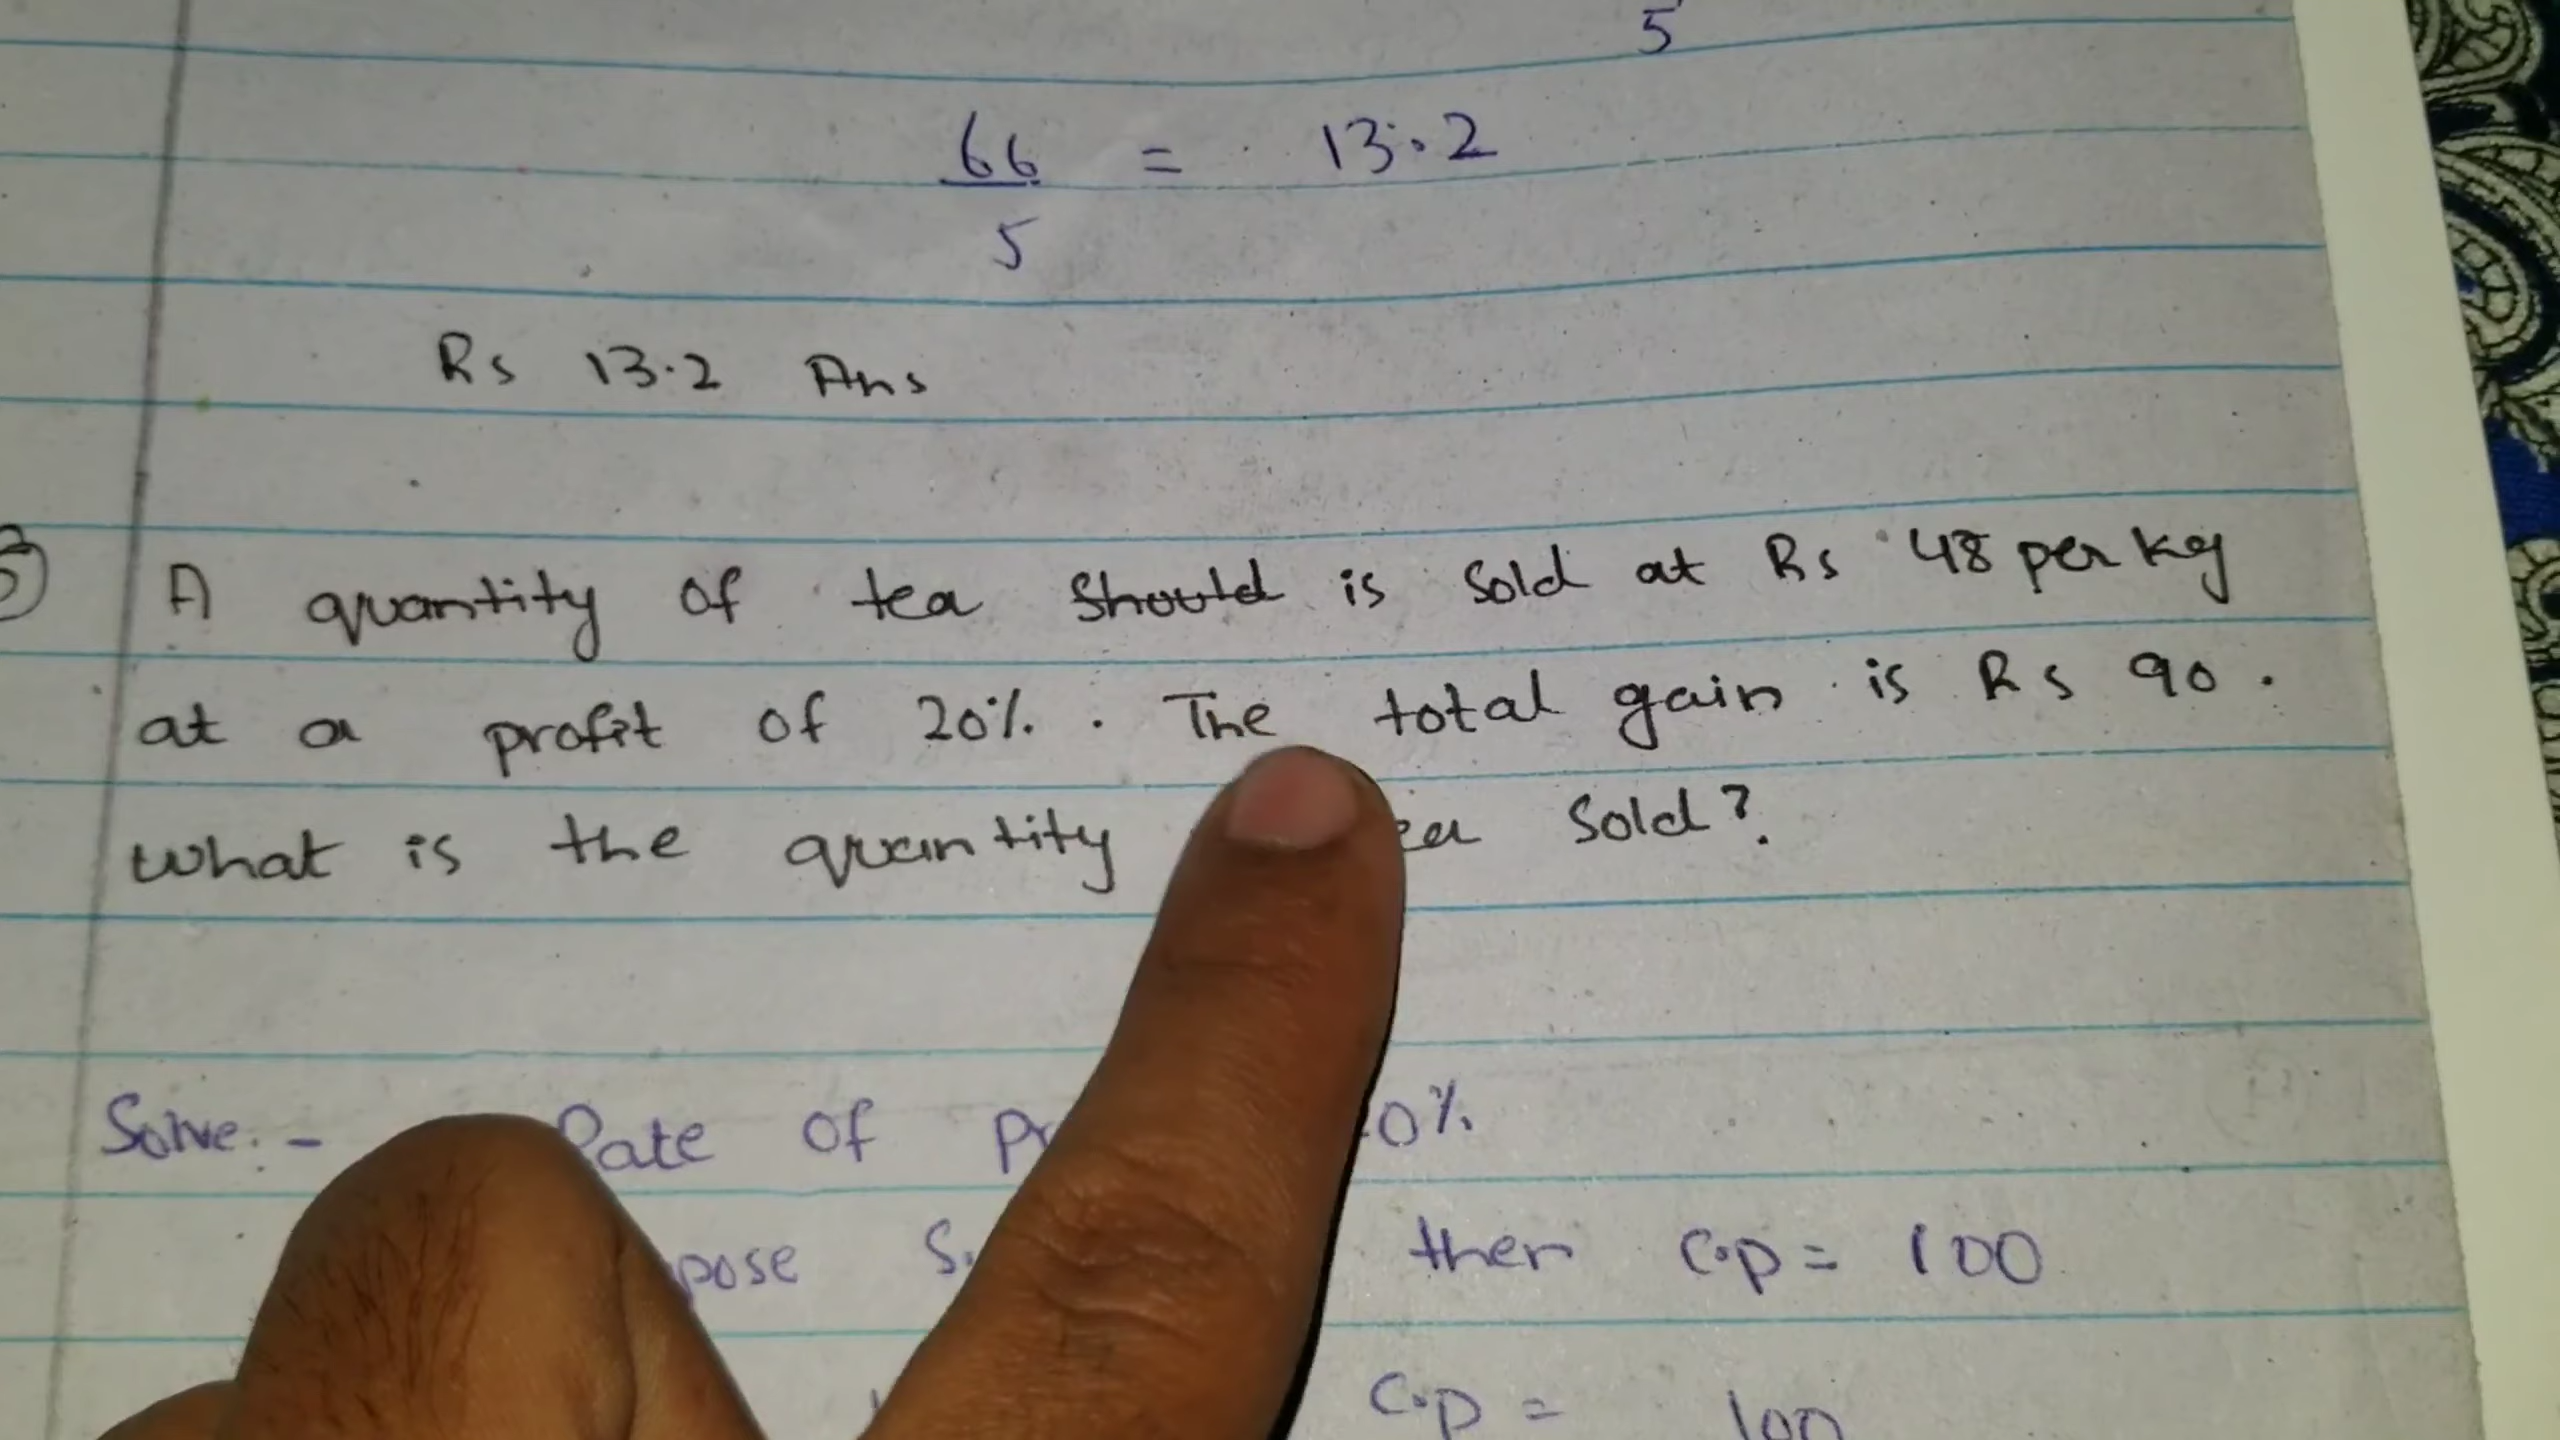 5
66 = 13.2
5
Rs 13.2 Ans
A quantity of tea should is sold at Rs 48 per kg
at a profit of 20%. The total gain is Rs 90.
what is the quantity sold?
Solve:- of 0%
then C.p = 100
C.p = 100